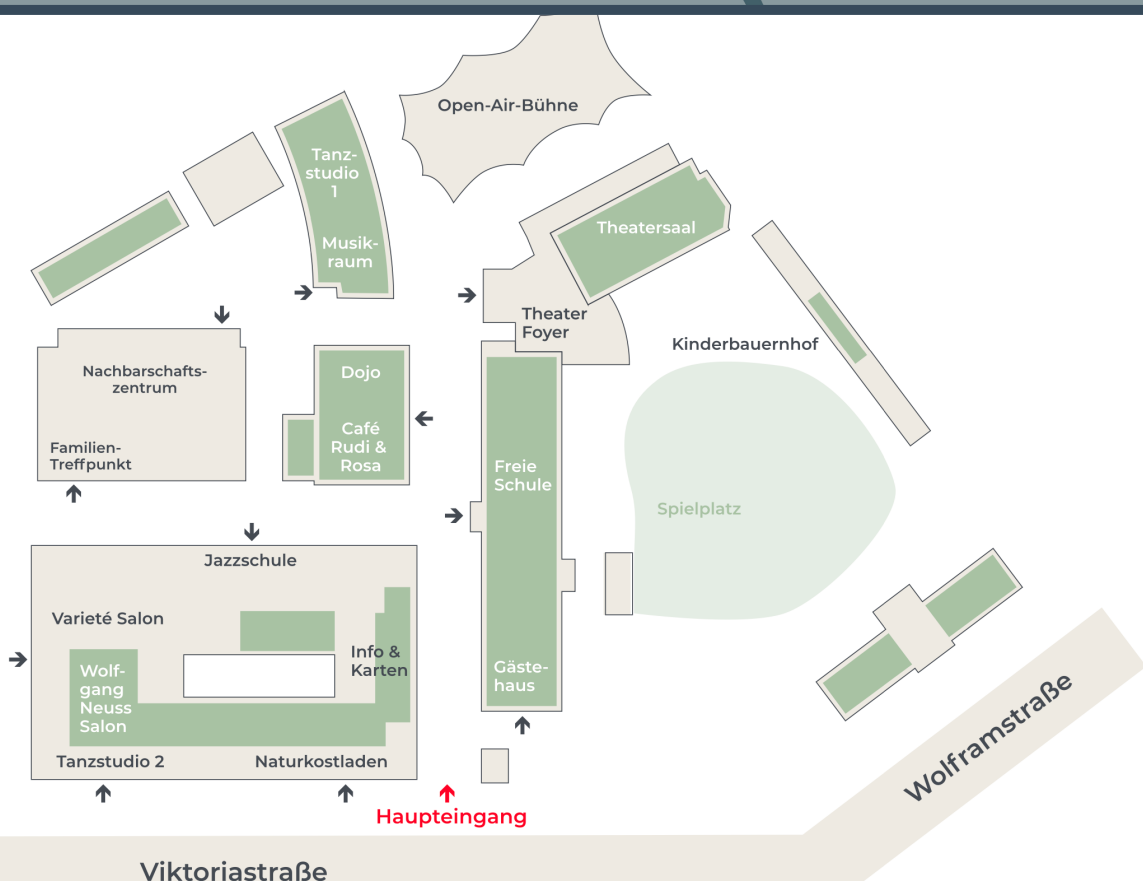 Open-Air-Bühne
Tanz-
studio
1
Musik-
raum
Theatersaal
Theater
Foyer
Kinderbauernhof
Nachbarschafts-
zentrum
Familien-
Treffpunkt
Dojo
Café
Rudi &
Rosa
Freie
Schule
Spielplatz
Jazzschule
Varieté Salon
Info &
Karten
Wolf-
gang
Neuss
Salon
Gäste-
haus
Tanzstudio 2
Naturkostladen
Haupteingang
Wolframstraße
Viktoriastraße